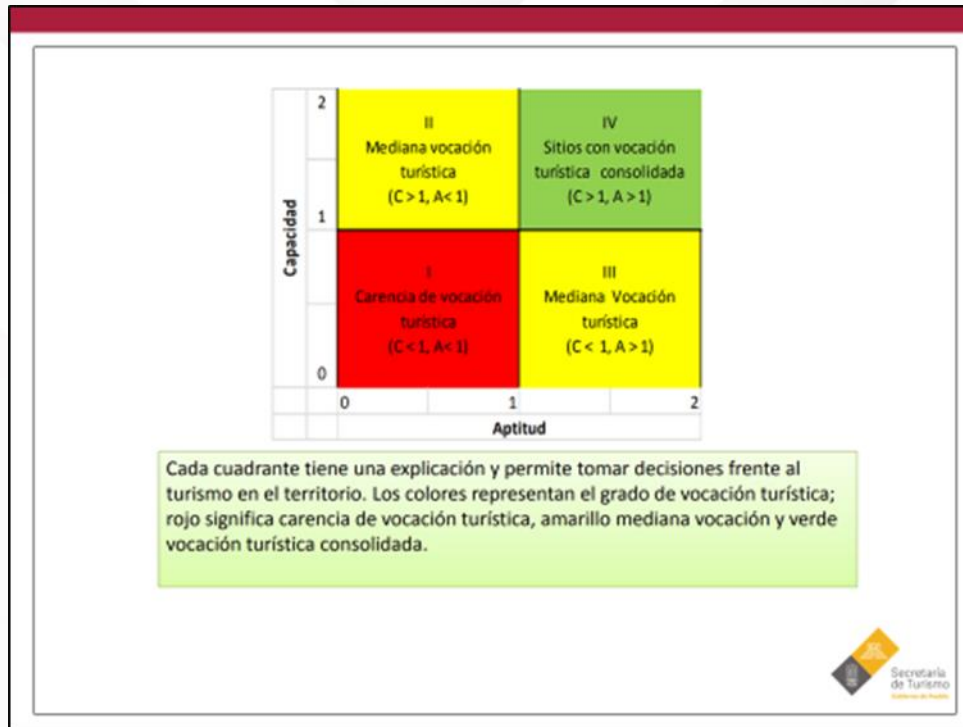 2
II
Mediana vocación
turística
(C > 1, A< 1)
IV
Sitios con vocación
turística consolidada
(C > 1, A > 1)
Capacidad
1
I
Carencia de vocación
turística
(C < 1, A< 1)
III
Mediana Vocación
turística
(C < 1, A > 1)
0
0 1 2
Aptitud
Cada cuadrante tiene una explicación y permite tomar decisiones frente al
turismo en el territorio. Los colores representan el grado de vocación turística;
rojo significa carencia de vocación turística, amarillo mediana vocación y verde
vocación turística consolidada.
Secretaría
de Turismo
Gobierno de Puebla